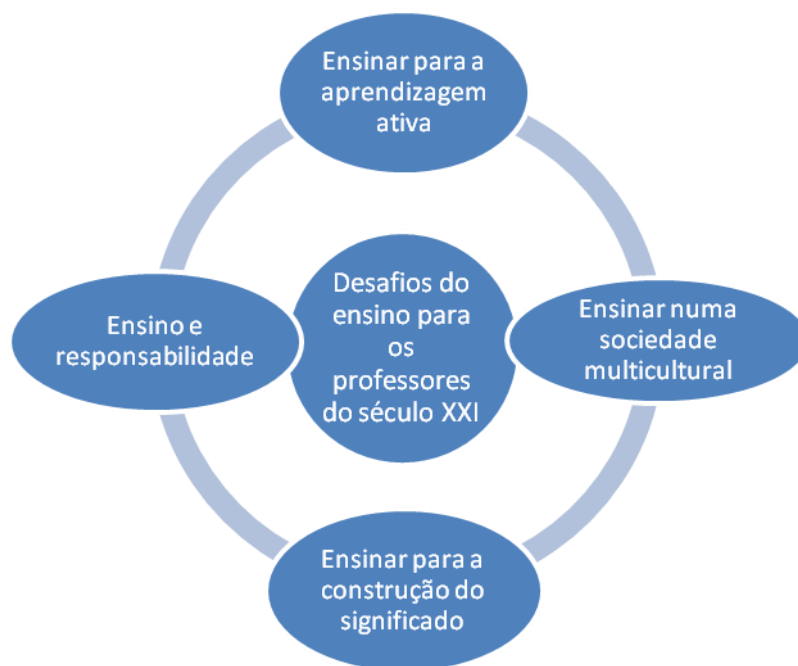 Ensinar para a
aprendizagem
ativa
Ensino e
responsabilidade
Desafios do
ensino para
os
professores
do século XXI
Ensinar numa
sociedade
multicultural
Ensinar para a
construção do
significado